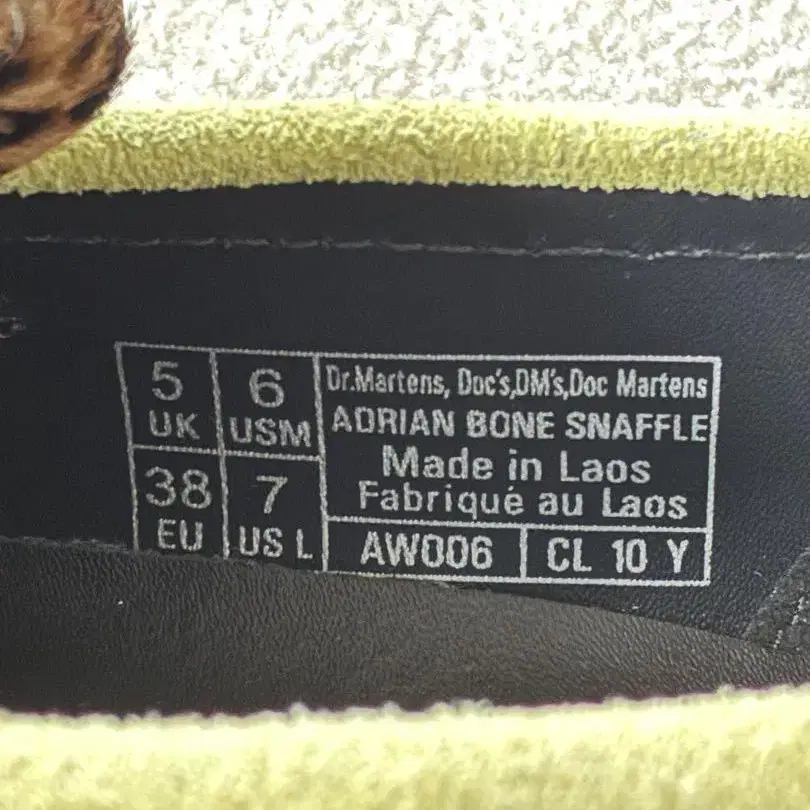 5
UK
6
USM
38
EU
7
US L
Dr.Martens, Doc's,DM's,Doc Martens
ADRIAN BONE SNAFFLE
Made in Laos
Fabriqué au Laos
AW006
CL 10 Y